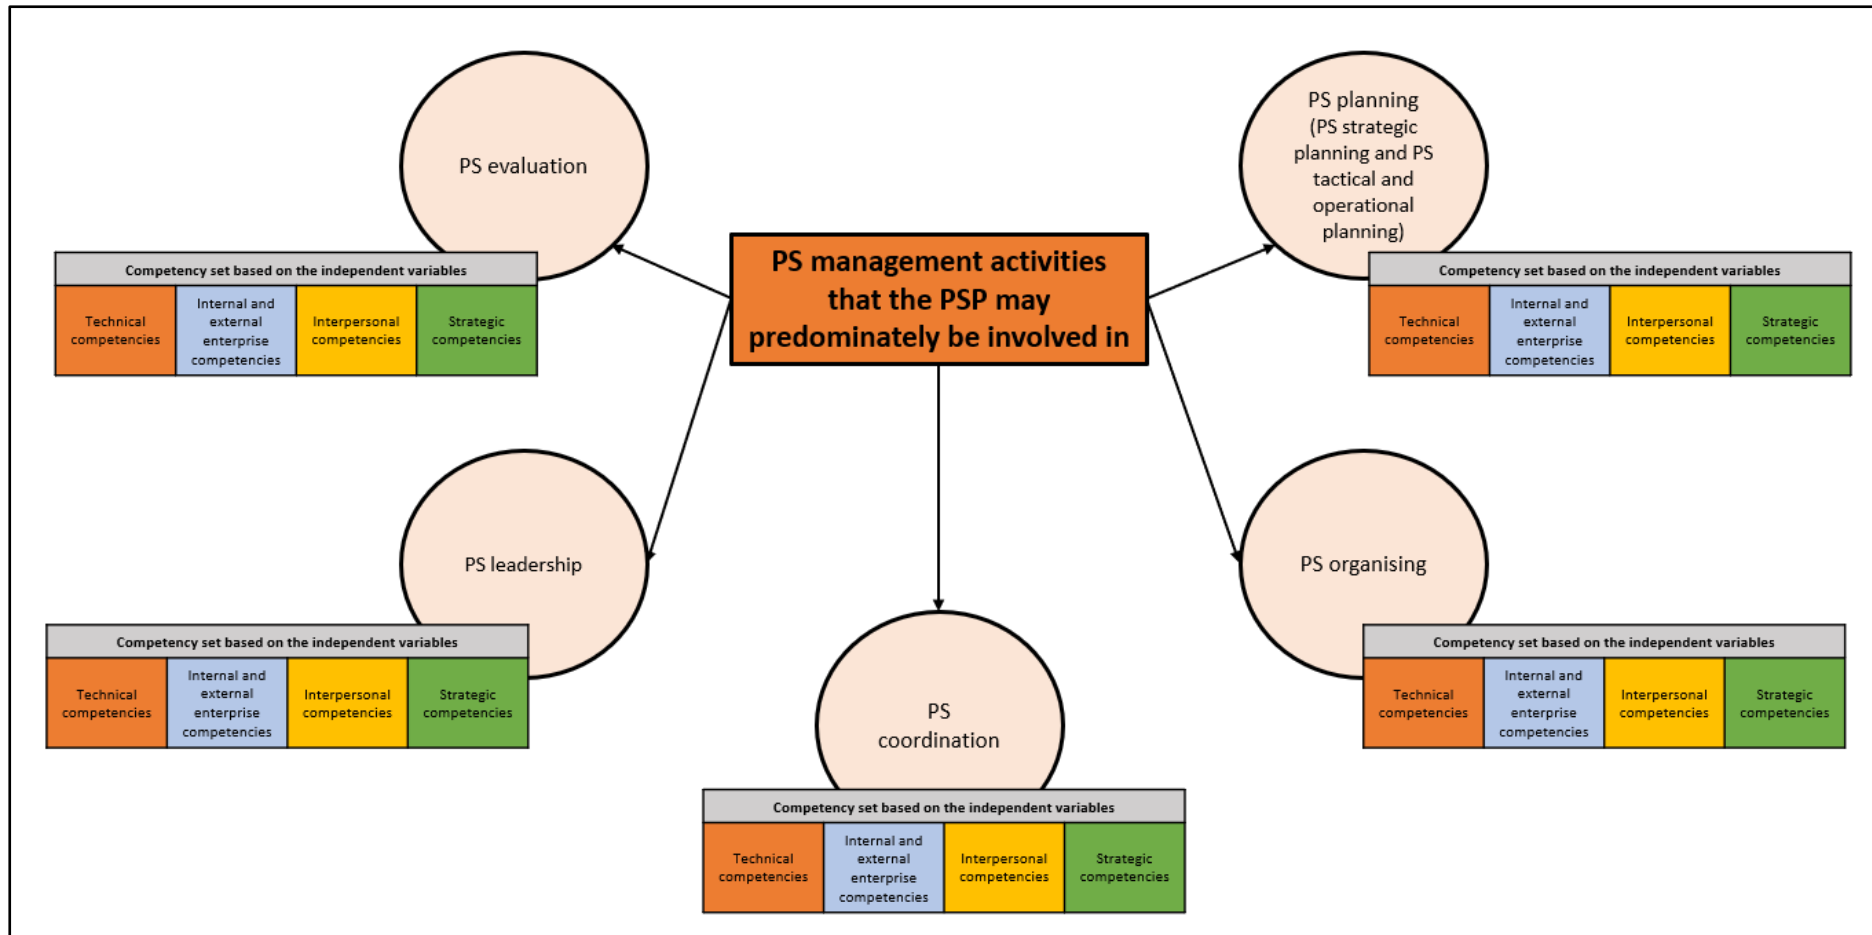 PS evaluation
PS planning
(PS strategic
planning and PS
tactical and
operational
planning)
PS management activities
that the PSP may
predominately be involved in
Competency set based on the independent variables
Technical
competencies
Internal and
external
enterprise
competencies
Interpersonal
competencies
Strategic
competencies
Competency set based on the independent variables
Technical
competencies
Internal and
external
enterprise
competencies
Interpersonal
competencies
Strategic
competencies
PS leadership
PS organising
Competency set based on the independent variables
Technical
competencies
Internal and
external
enterprise
competencies
Interpersonal
competencies
Strategic
competencies
Competency set based on the independent variables
Technical
competencies
Internal and
external
enterprise
competencies
Interpersonal
competencies
Strategic
competencies
PS
coordination
Competency set based on the independent variables
Technical
competencies
Internal and
external
enterprise
competencies
Interpersonal
competencies
Strategic
competencies